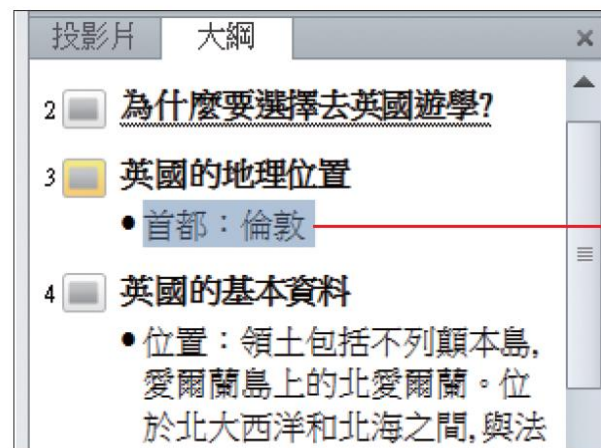 投影片 大綱
2 為什麼要選擇去英國遊學?
3 英國的地理位置
•首都：倫敦
4 英國的基本資料
•位置：領土包括不列顛本島,
愛爾蘭島上的北愛爾蘭。位
於北大西洋和北海之間,與法